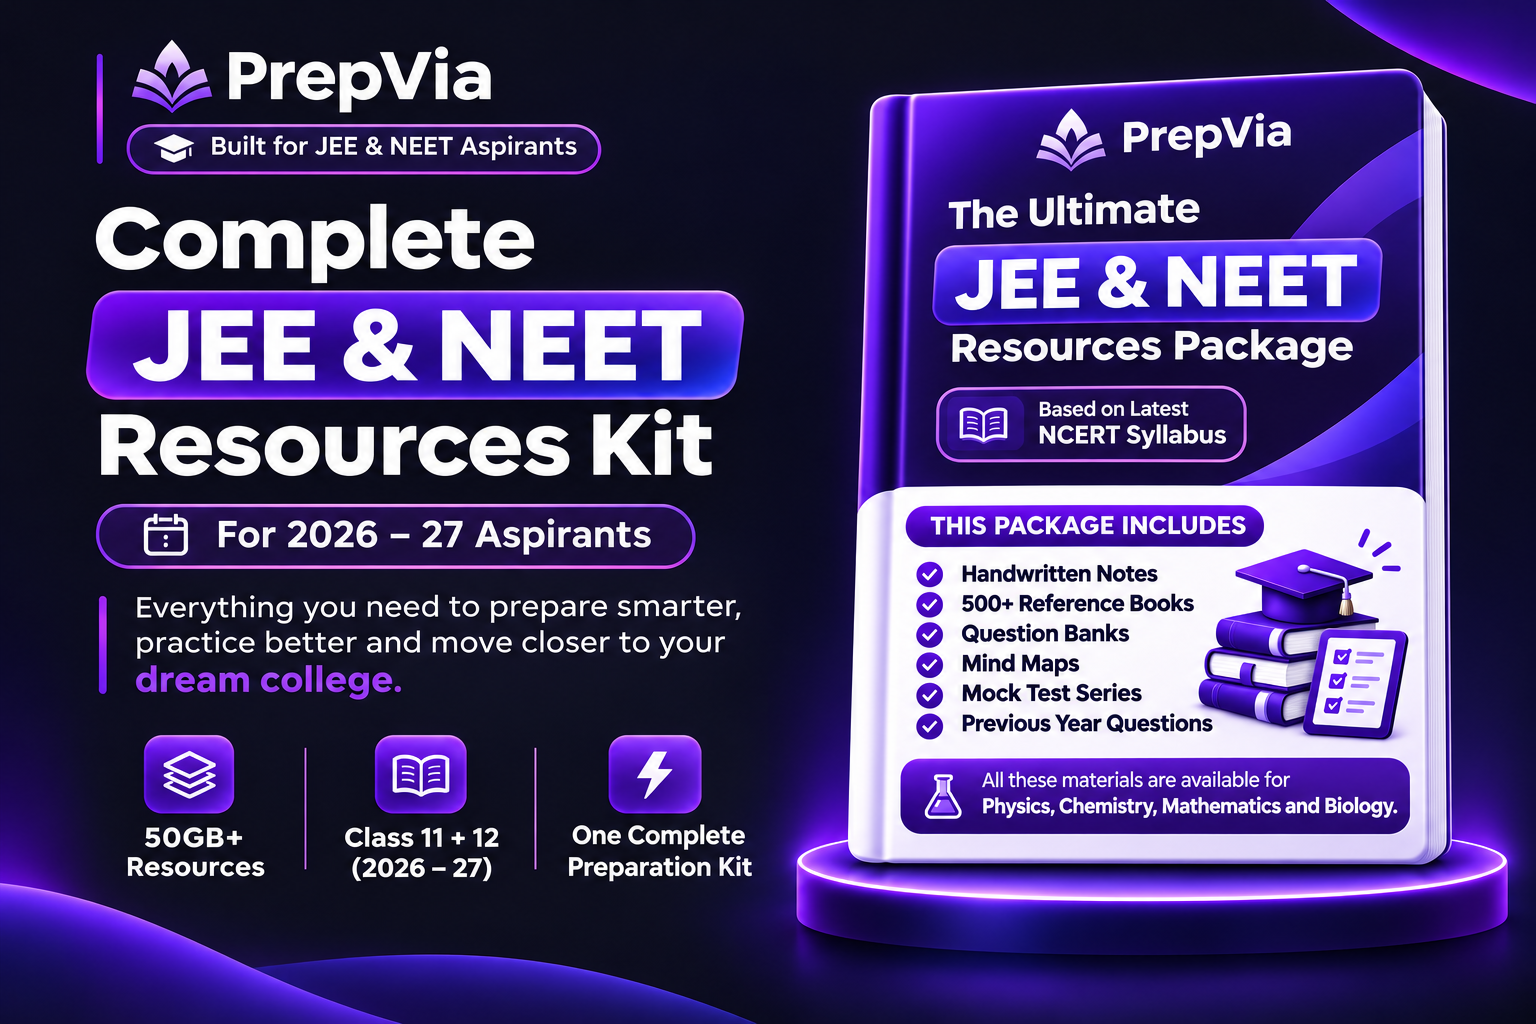 PrepVia
Built for JEE & NEET Aspirants
Complete
JEE & NEET
Resources Kit
For 2026 – 27 Aspirants
Everything you need to prepare smarter,
practice better and move closer to your
dream college.
50GB+
Resources
Class 11 + 12
(2026 – 27)
One Complete
Preparation Kit
PrepVia
The Ultimate
JEE & NEET
Resources Package
Based on Latest
NCERT Syllabus
THIS PACKAGE INCLUDES
Handwritten Notes
500+ Reference Books
Question Banks
Mind Maps
Mock Test Series
Previous Year Questions
All these materials are available for
Physics, Chemistry, Mathematics and Biology.